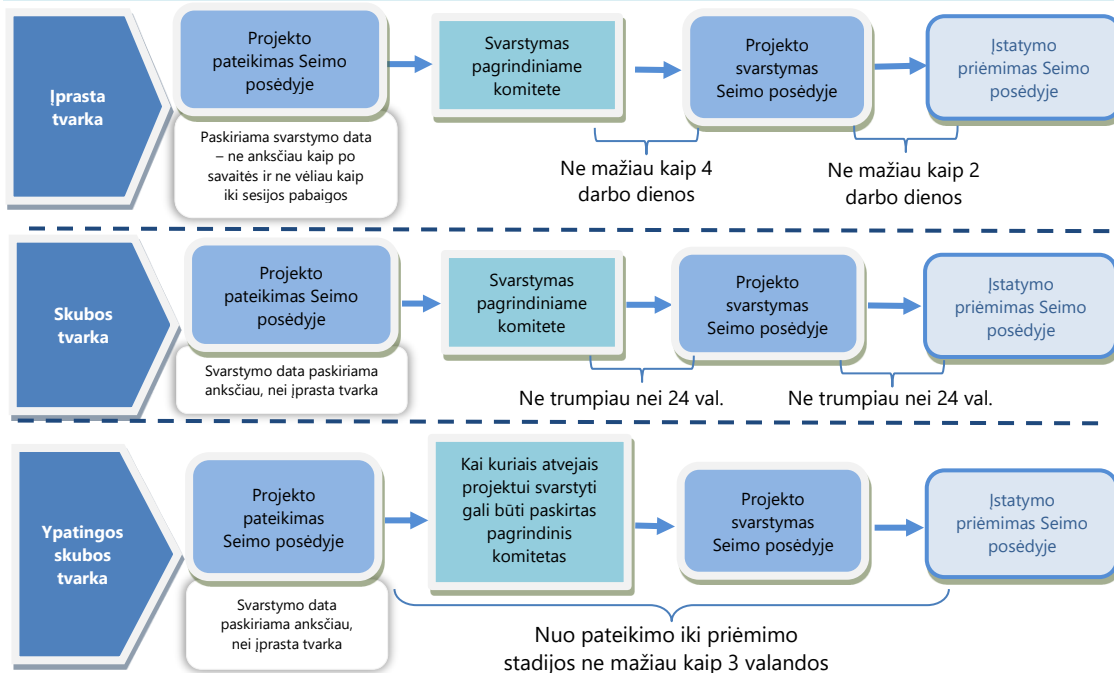 Įprasta
tvarka
Projekto
pateikimas Seimo
posėdyje
Paskiriama svarstymo data
– ne anksčiau kaip po
savaitės ir ne vėliau kaip
iki sesijos pabaigos
Svarstymas
pagrindiniame
komitete
Ne mažiau kaip 4
darbo dienos
Projekto
svarstymas
Seimo posėdyje
Ne mažiau kaip 2
darbo dienos
Įstatymo
priėmimas Seimo
posėdyje
Skubos
tvarka
Projekto
pateikimas Seimo
posėdyje
Svarstymo data paskiriama
anksčiau, nei įprasta tvarka
Svarstymas
pagrindiniame
komitete
Ne trumpiau nei 24 val.
Projekto
svarstymas
Seimo posėdyje
Ne trumpiau nei 24 val.
Įstatymo
priėmimas Seimo
posėdyje
Ypatingos
skubos
tvarka
Projekto
pateikimas
Seimo posėdyje
Svarstymo data
paskiriama anksčiau,
nei įprasta tvarka
Kai kuriais atvejais
projektui svarstyti
gali būti paskirtas
pagrindinis
komitetas
Projekto
svarstymas
Seimo posėdyje
Įstatymo
priėmimas Seimo
posėdyje
Nuo pateikimo iki priėmimo
stadijos ne mažiau kaip 3 valandos